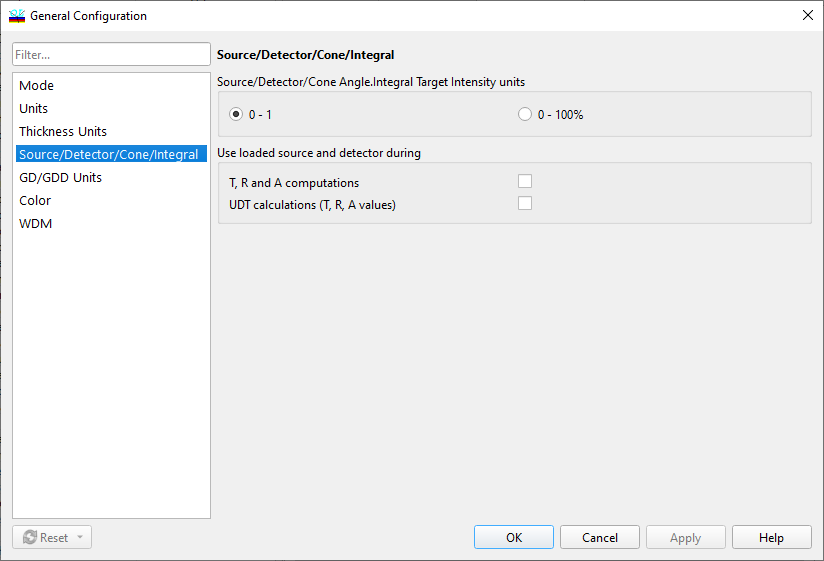 General Configuration
Filter...
Mode
Units
Thickness Units
Source/Detector/Cone/Integral
GD/GDD Units
Color
WDM
Source/Detector/Cone/Integral
Source/Detector/Cone Angle.Integral Target Intensity units
0 - 1
0 - 100%
Use loaded source and detector during
T, R and A computations
UDT calculations (T, R, A values)
Reset
OK
Cancel
Apply
Help